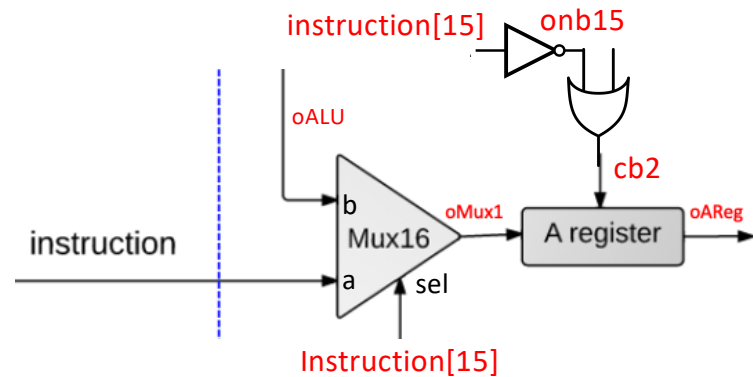 instruction[15]
onb15
oALU
cb2
b
oMux1
oAReg
instruction
Mux16
A register
a
sel
Instruction[15]